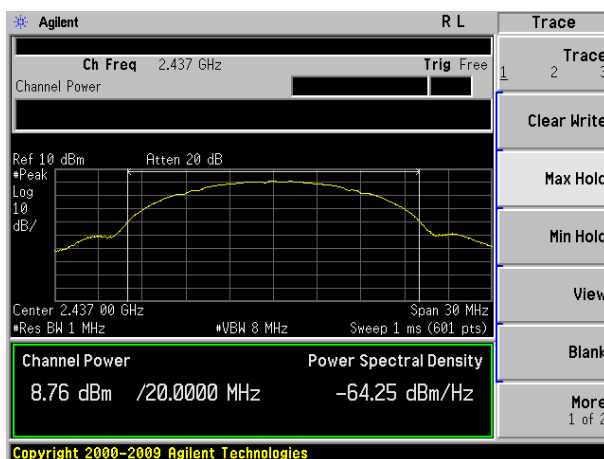 Agilent R L Trace
Ch Freq 2.437 GHz Trig Free
Channel Power
Trace
1 2 3
Clear Write
Max Hold
Min Hold
View
Blank
More
1 of 2
Ref 10 dBm Atten 20 dB
#Peak
Log
10
dB/
Center 2.437 00 GHz Span 30 MHz
#Res BW 1 MHz #VBW 8 MHz Sweep 1 ms (601 pts)
Channel Power Power Spectral Density
8.76 dBm /20.0000 MHz -64.25 dBm/Hz
Copyright 2000-2009 Agilent Technologies